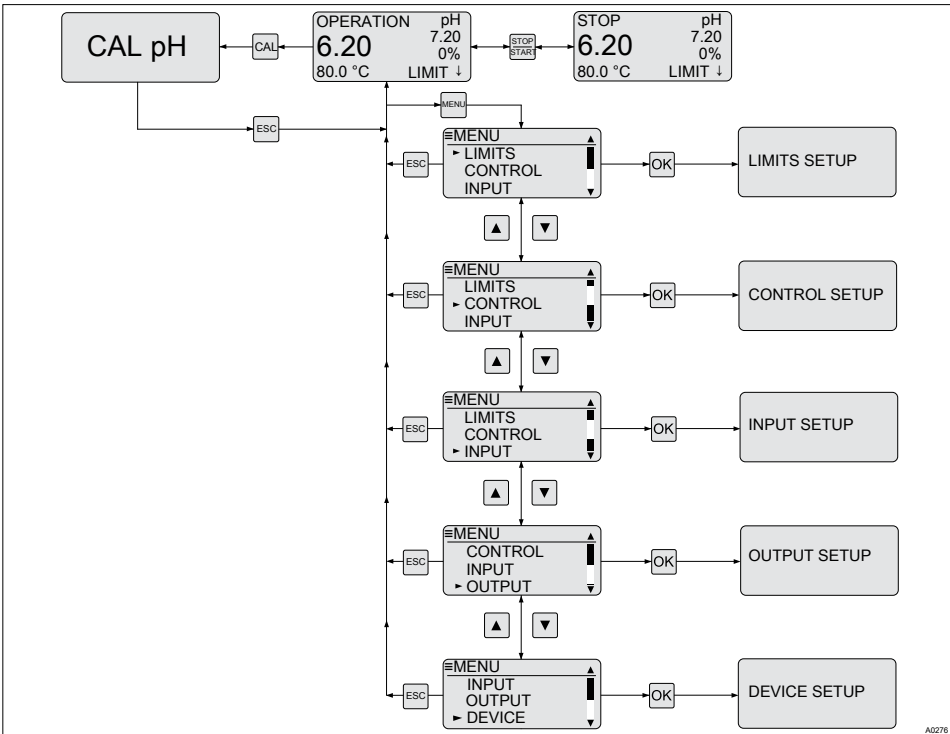 CAL pH
CAL
OPERATION pH
6.20 7.20
0%
80.0 °C LIMIT ↓
STOP
START
STOP pH
6.20 7.20
0%
80.0 °C LIMIT ↓
ESC
MENU
≡MENU ▲
► LIMITS
CONTROL
INPUT ▼
ESC
OK
LIMITS SETUP
▲ ▼
≡MENU ▲
LIMITS
► CONTROL
INPUT ▼
ESC
OK
CONTROL SETUP
▲ ▼
≡MENU ▲
LIMITS
CONTROL
► INPUT ▼
ESC
OK
INPUT SETUP
▲ ▼
≡MENU ▲
CONTROL
INPUT
► OUTPUT ▼
ESC
OK
OUTPUT SETUP
▲ ▼
≡MENU ▲
INPUT
OUTPUT
► DEVICE ▼
ESC
OK
DEVICE SETUP
A0276